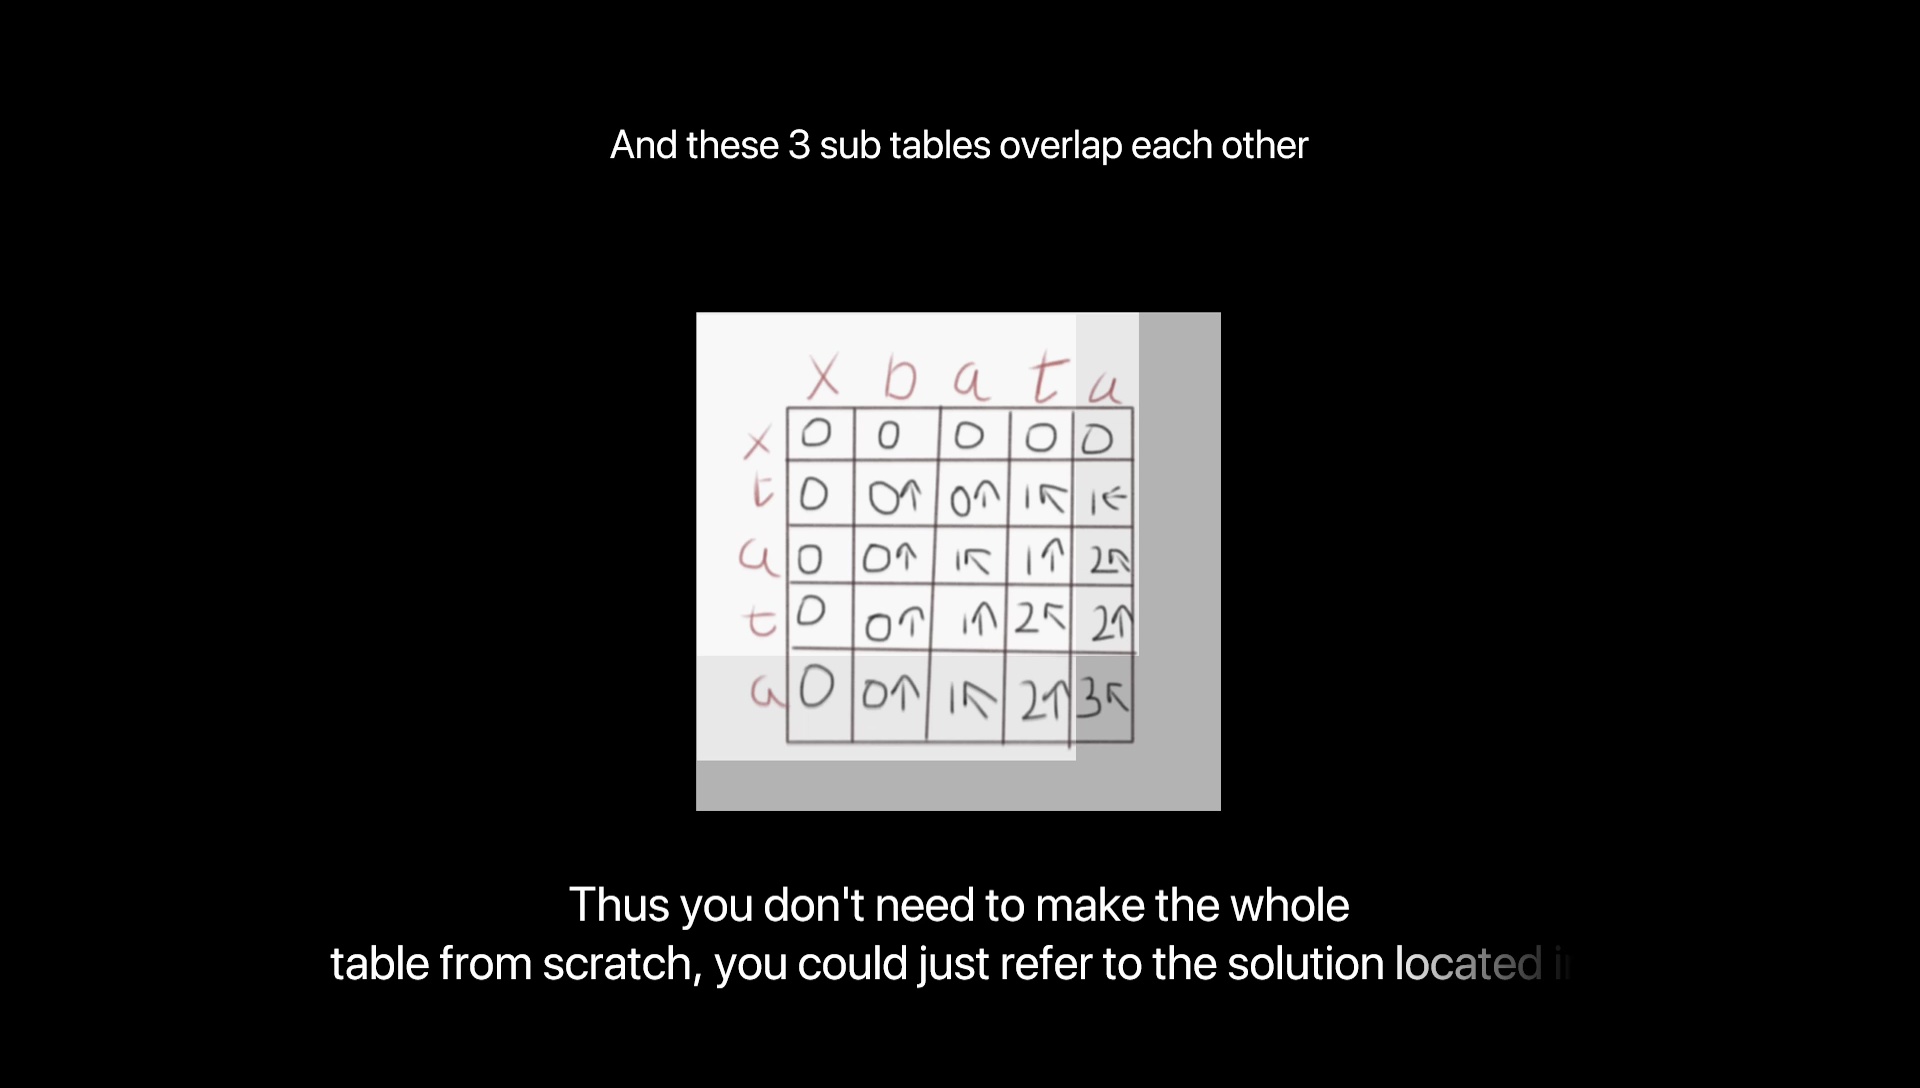 And these 3 sub tables overlap each other
x b a t a
x 0 0 0 0 0
t 0 0↑ 0↑ 1↖ 1←
a 0 0↑ 1↖ 1↑ 2↖
t 0 0↑ 1↑ 2↖ 2↑
a 0 0↑ 1↖ 2↑ 3↖
Thus you don't need to make the whole
table from scratch, you could just refer to the solution located in